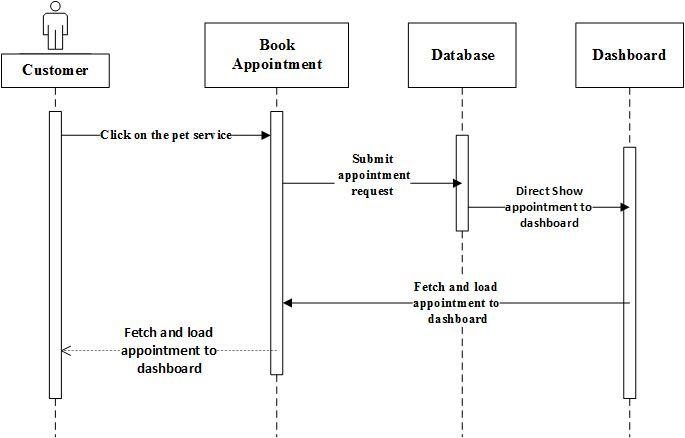 Customer
Book
Appointment
Database
Dashboard
Click on the pet service
Submit
appointment
request
Direct Show
appointment to
dashboard
Fetch and load
appointment to
dashboard
Fetch and load
appointment to
dashboard